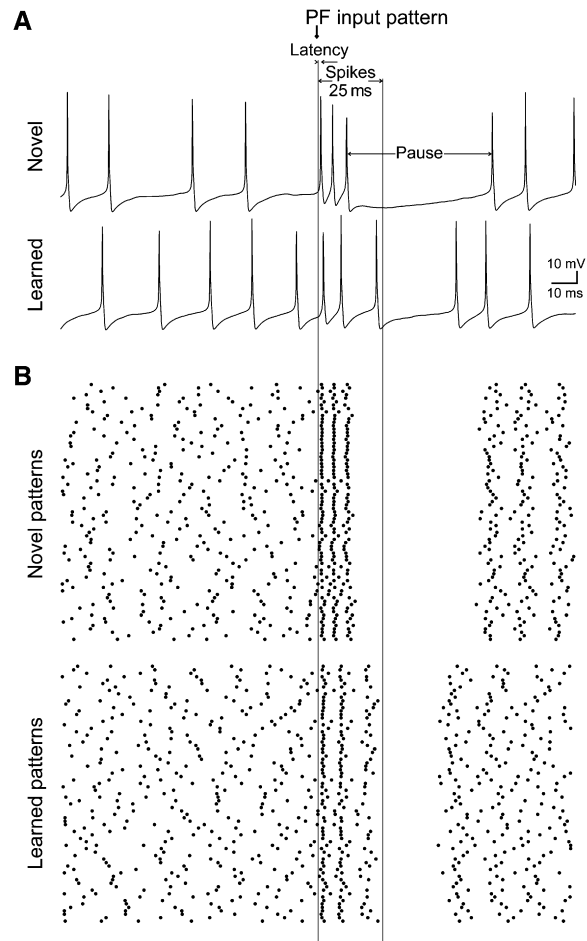 A
PF input pattern
Latency
Spikes
25 ms
Novel
Pause
Learned
10 mV
10 ms
B
Novel patterns
Learned patterns